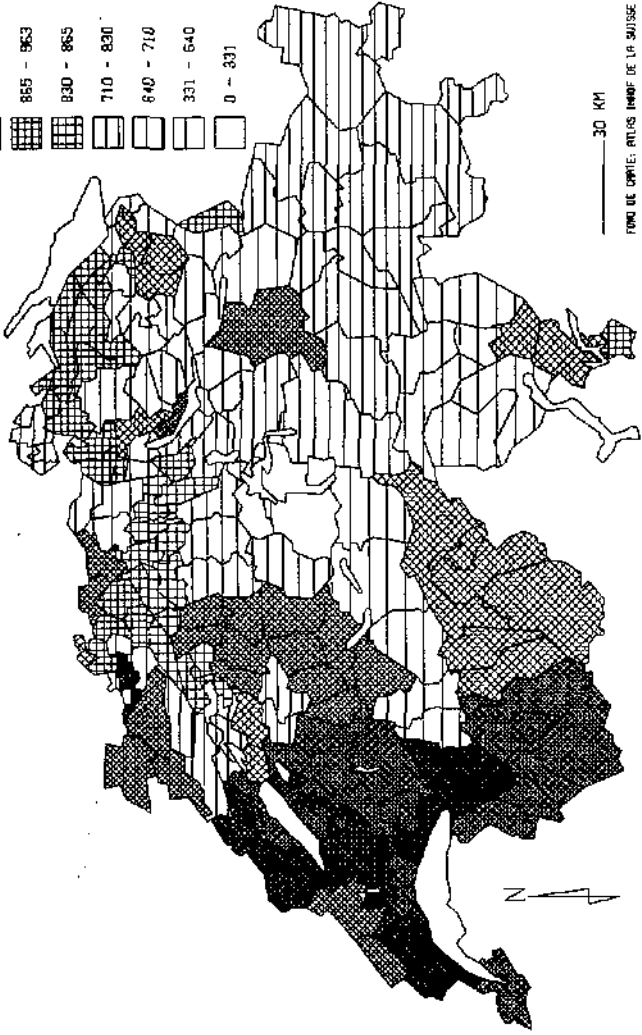 865 - 963
830 - 865
710 - 830
640 - 710
331 - 640
0 - 331
30 KM
FOND DE CARTE: ATLAS IMHOF DE LA SUISSE
N